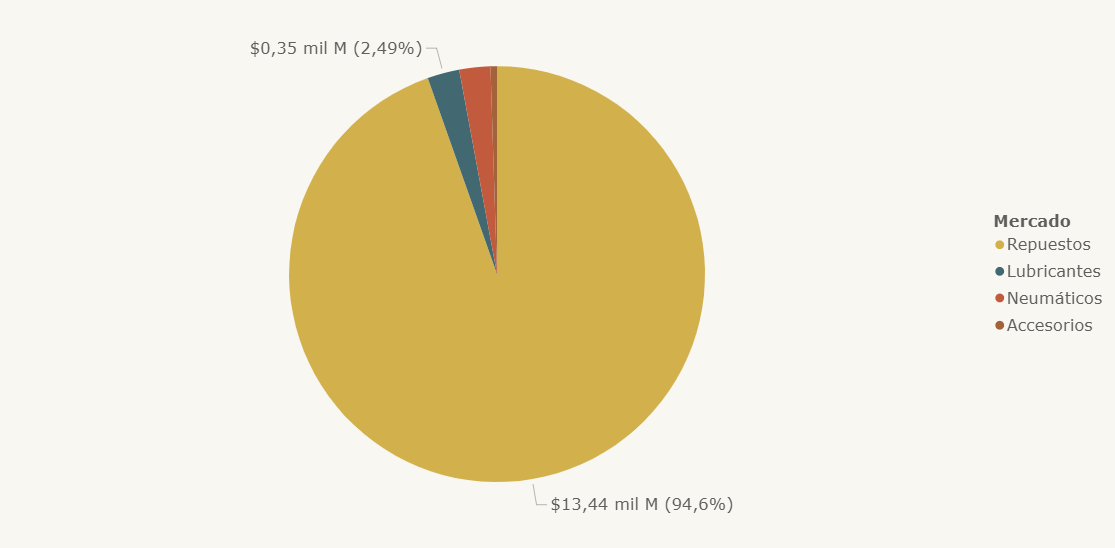 $0,35 mil M (2,49%)
$13,44 mil M (94,6%)
Mercado
Repuestos
Lubricantes
Neumáticos
Accesorios